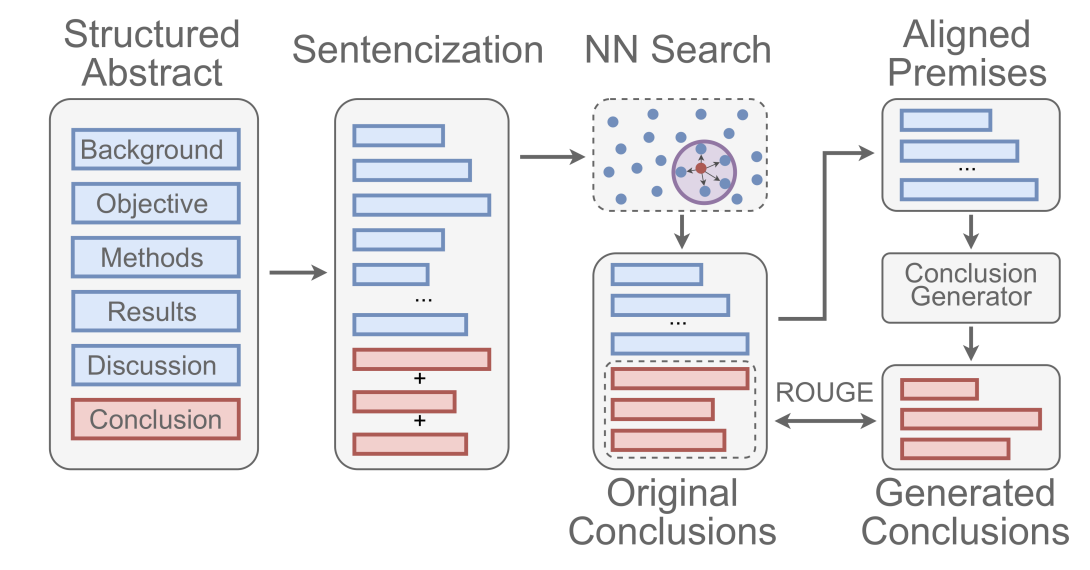 Structured
Abstract
Sentencization
NN Search
Aligned
Premises
Background
Objective
Methods
Results
Discussion
Conclusion
...
+
+
...
Original
Conclusions
...
Conclusion
Generator
ROUGE
Generated
Conclusions